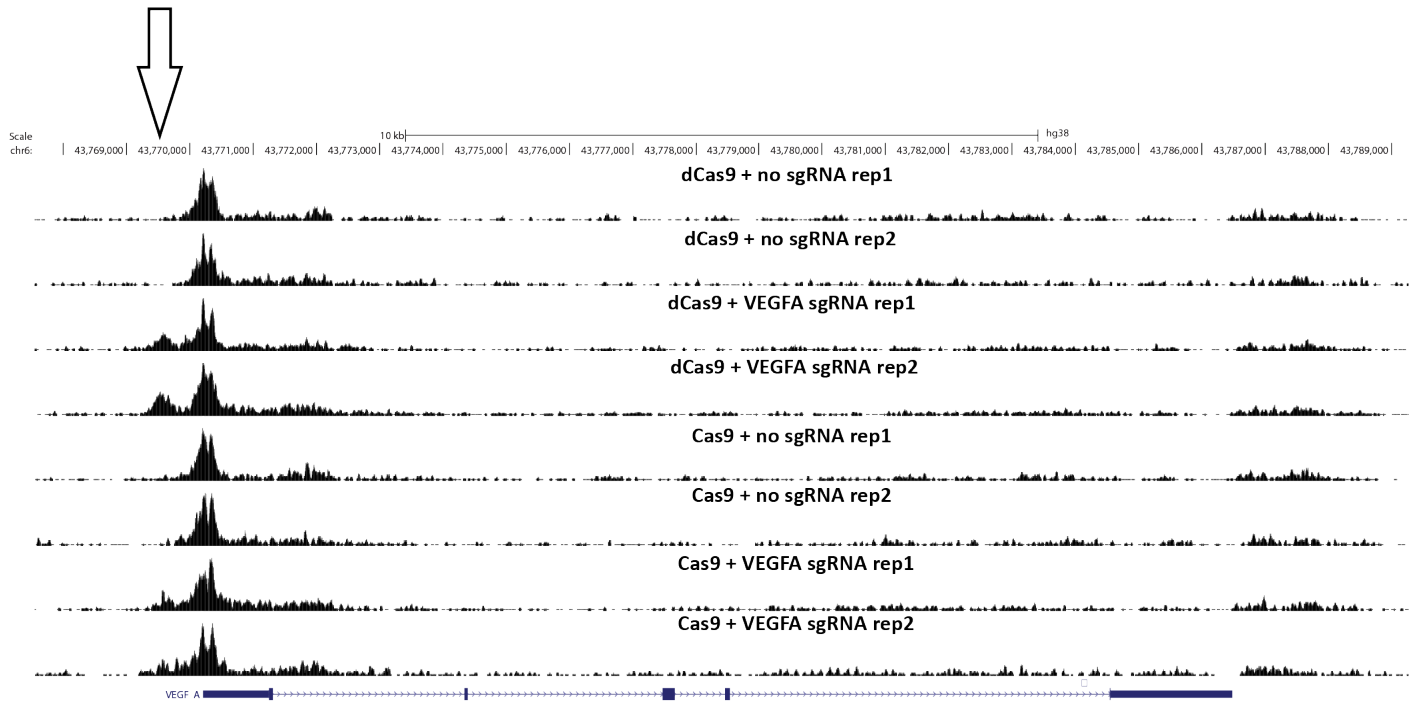 Scale 10 kb hg38
chr6: 43,769,000 43,770,000 43,771,000 43,772,000 43,773,000 43,774,000 43,775,000 43,776,000 43,777,000 43,778,000 43,779,000 43,780,000 43,781,000 43,782,000 43,783,000 43,784,000 43,785,000 43,786,000 43,787,000 43,788,000 43,789,000
dCas9 + no sgRNA rep1
dCas9 + no sgRNA rep2
dCas9 + VEGFA sgRNA rep1
dCas9 + VEGFA sgRNA rep2
Cas9 + no sgRNA rep1
Cas9 + no sgRNA rep2
Cas9 + VEGFA sgRNA rep1
Cas9 + VEGFA sgRNA rep2
VEGF A